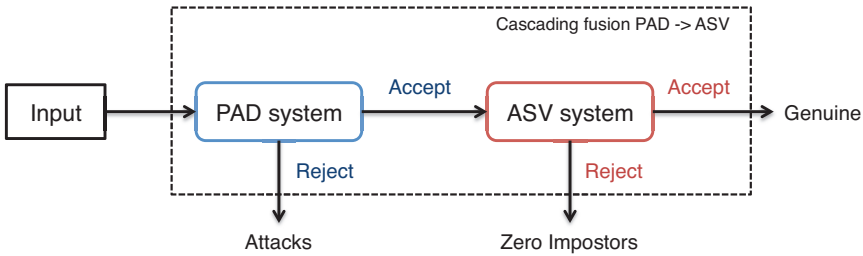 Cascading fusion PAD -> ASV
Input
PAD system
Accept
ASV system
Accept
Genuine
Reject
Reject
Attacks
Zero Impostors